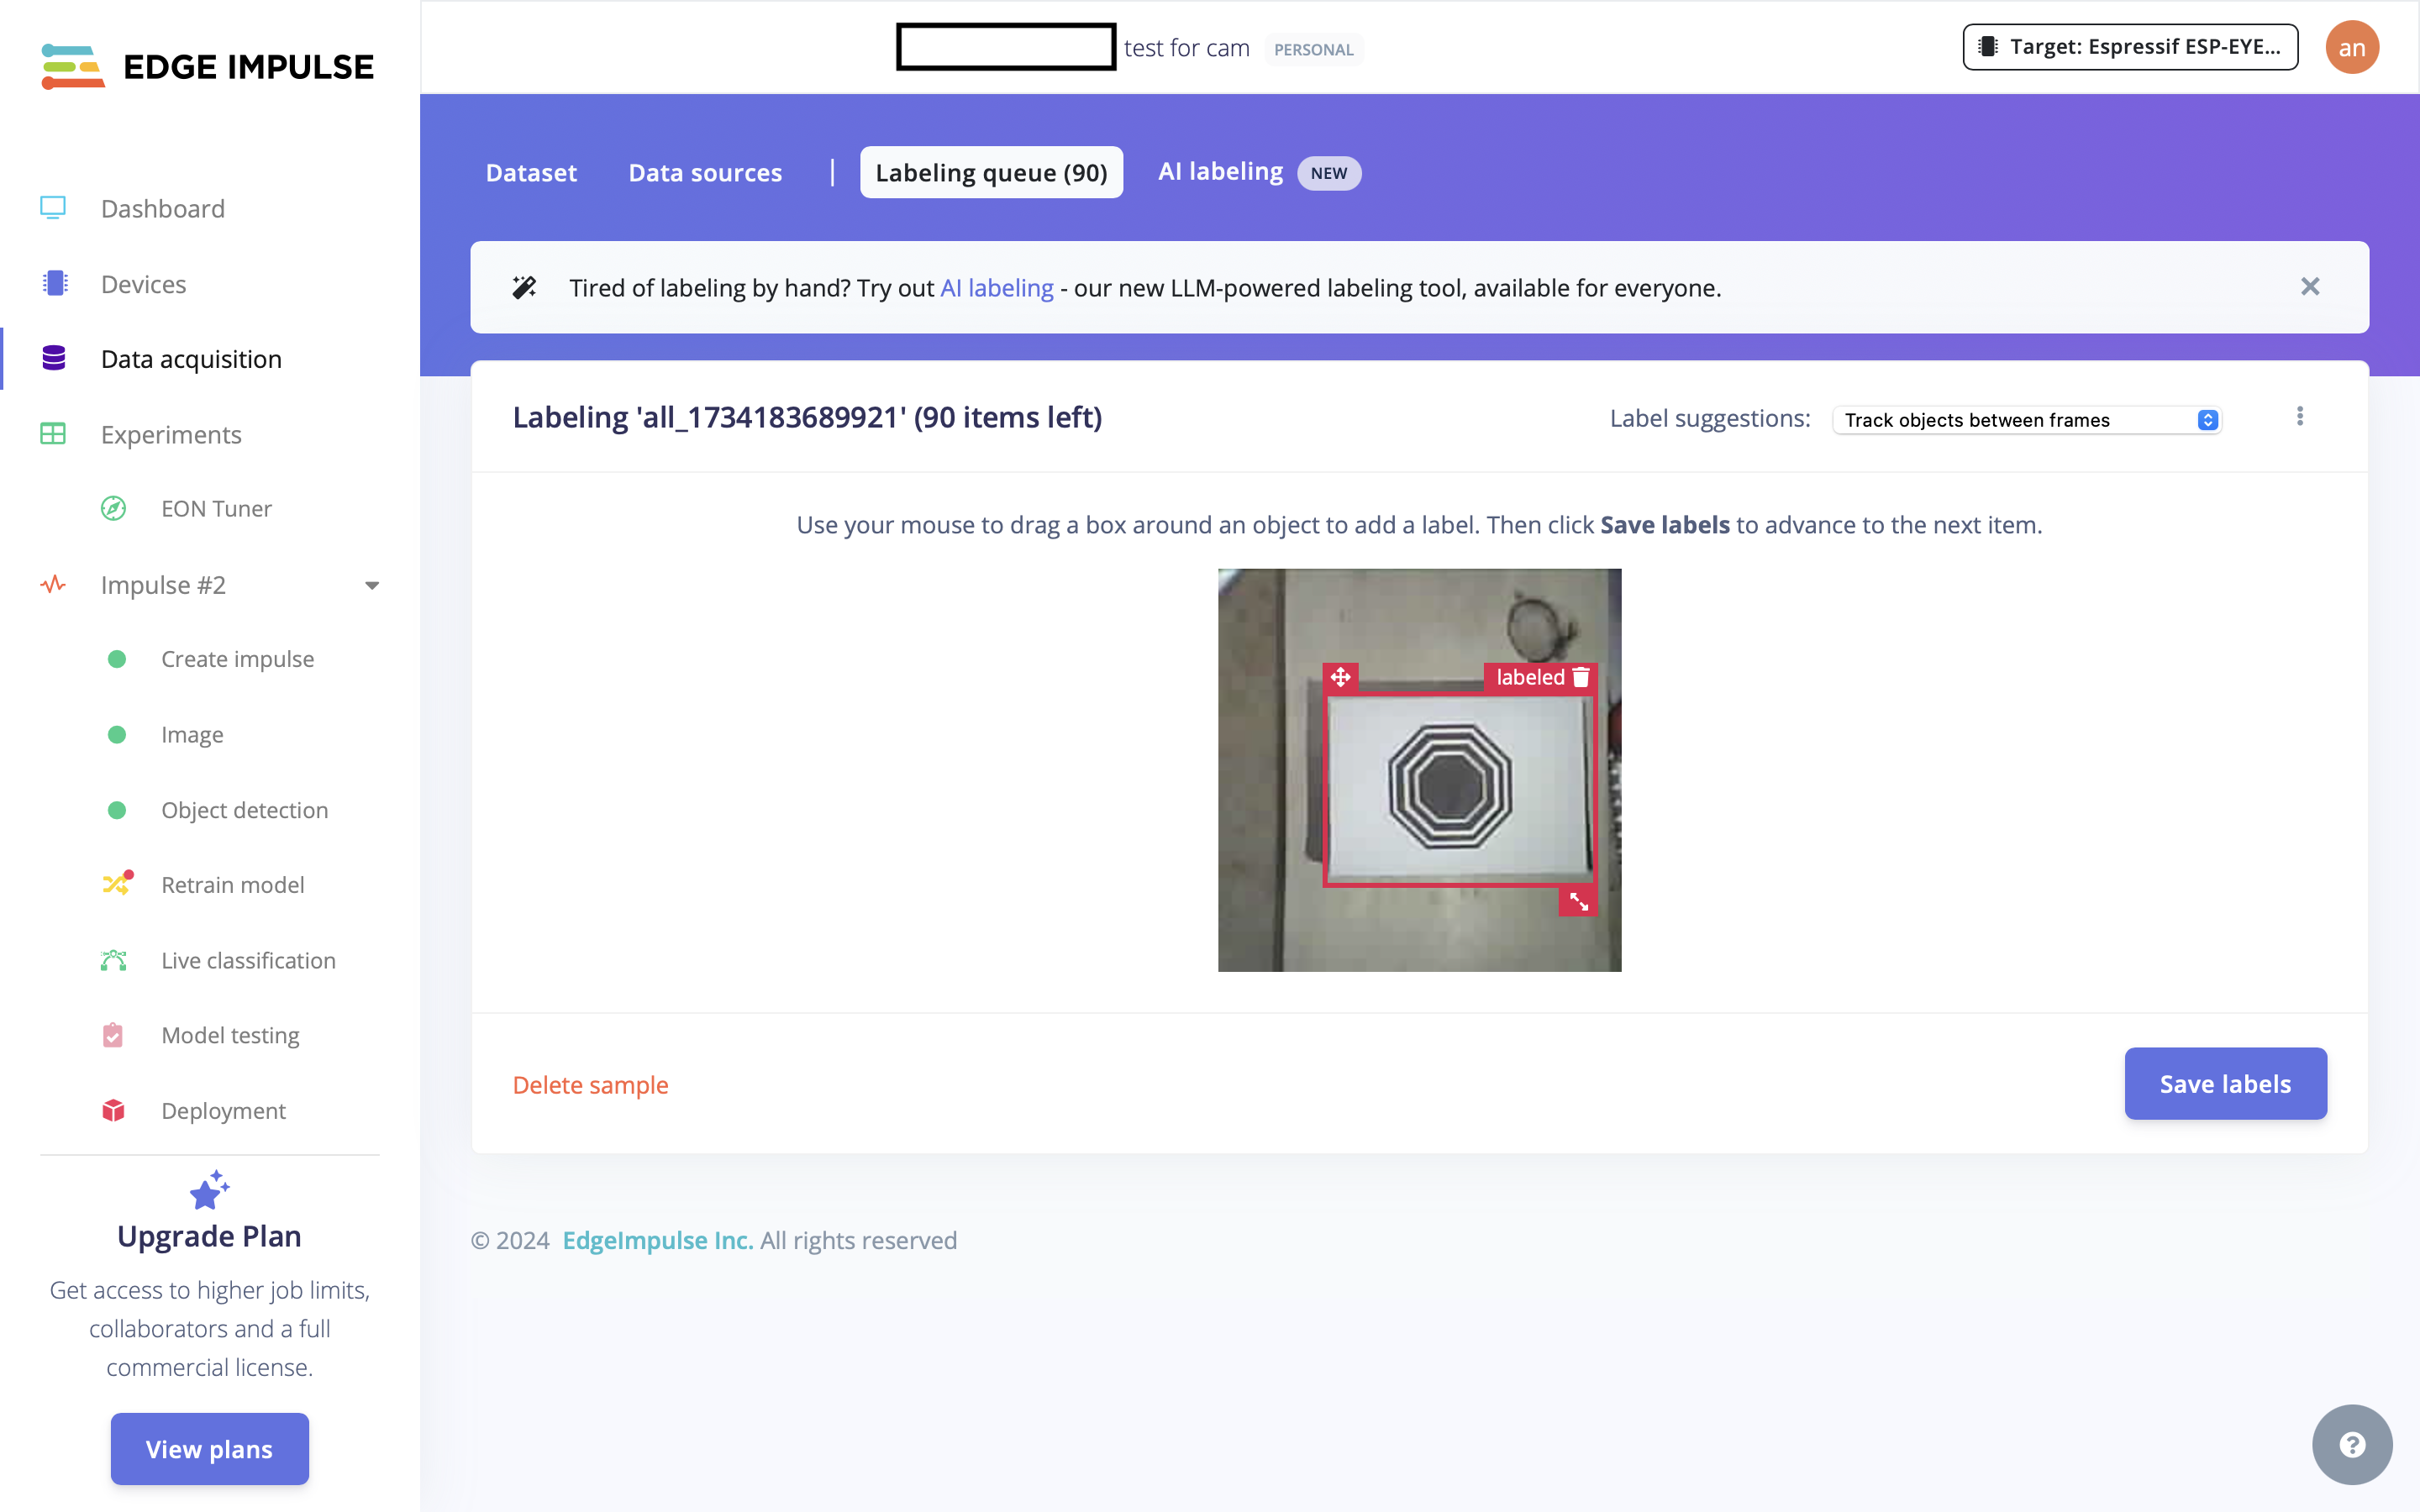 EDGE IMPULSE
test for cam PERSONAL
Target: Espressif ESP-EYE...
an
Dashboard
Devices
Data acquisition
Experiments
EON Tuner
Impulse #2
Create impulse
Image
Object detection
Retrain model
Live classification
Model testing
Deployment
Upgrade Plan
Get access to higher job limits,
collaborators and a full
commercial license.
View plans
Dataset Data sources | Labeling queue (90) AI labeling NEW
Tired of labeling by hand? Try out AI labeling - our new LLM-powered labeling tool, available for everyone.
Labeling 'all_1734183689921' (90 items left)
Label suggestions: Track objects between frames
Use your mouse to drag a box around an object to add a label. Then click Save labels to advance to the next item.
labeled
Delete sample
Save labels
© 2024 EdgeImpulse Inc. All rights reserved
?